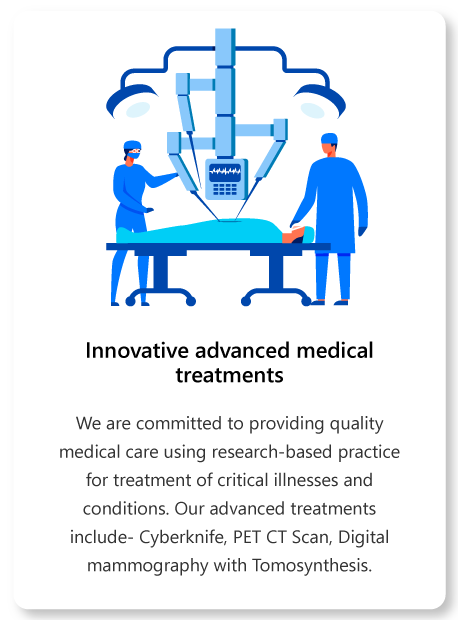 Innovative advanced medical
treatments
We are committed to providing quality
medical care using research-based practice
for treatment of critical illnesses and
conditions. Our advanced treatments
include- Cyberknife, PET CT Scan, Digital
mammography with Tomosynthesis.